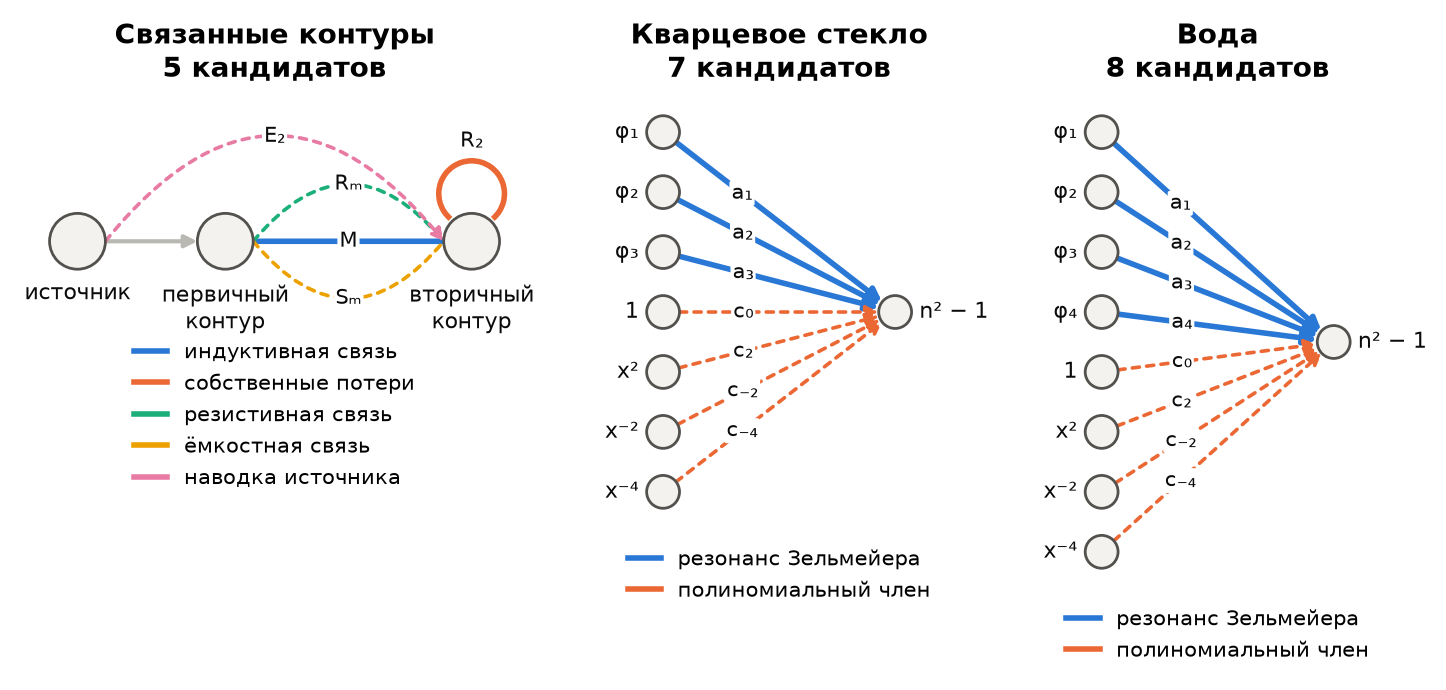 Связанные контуры
5 кандидатов
E₂
R₂
Rₘ
M
Sₘ
источник
первичный
контур
вторичный
контур
индуктивная связь
собственные потери
резистивная связь
ёмкостная связь
наводка источника
Кварцевое стекло
7 кандидатов
φ₁
a₁
φ₂
a₂
φ₃
a₃
1
c₀
n² − 1
x²
c₂
x⁻²
c₋₂
x⁻⁴
c₋₄
резонанс Зельмейера
полиномиальный член
Вода
8 кандидатов
φ₁
a₁
φ₂
a₂
φ₃
a₃
φ₄
a₄
n² − 1
1
c₀
x²
c₂
x⁻²
c₋₂
x⁻⁴
c₋₄
резонанс Зельмейера
полиномиальный член